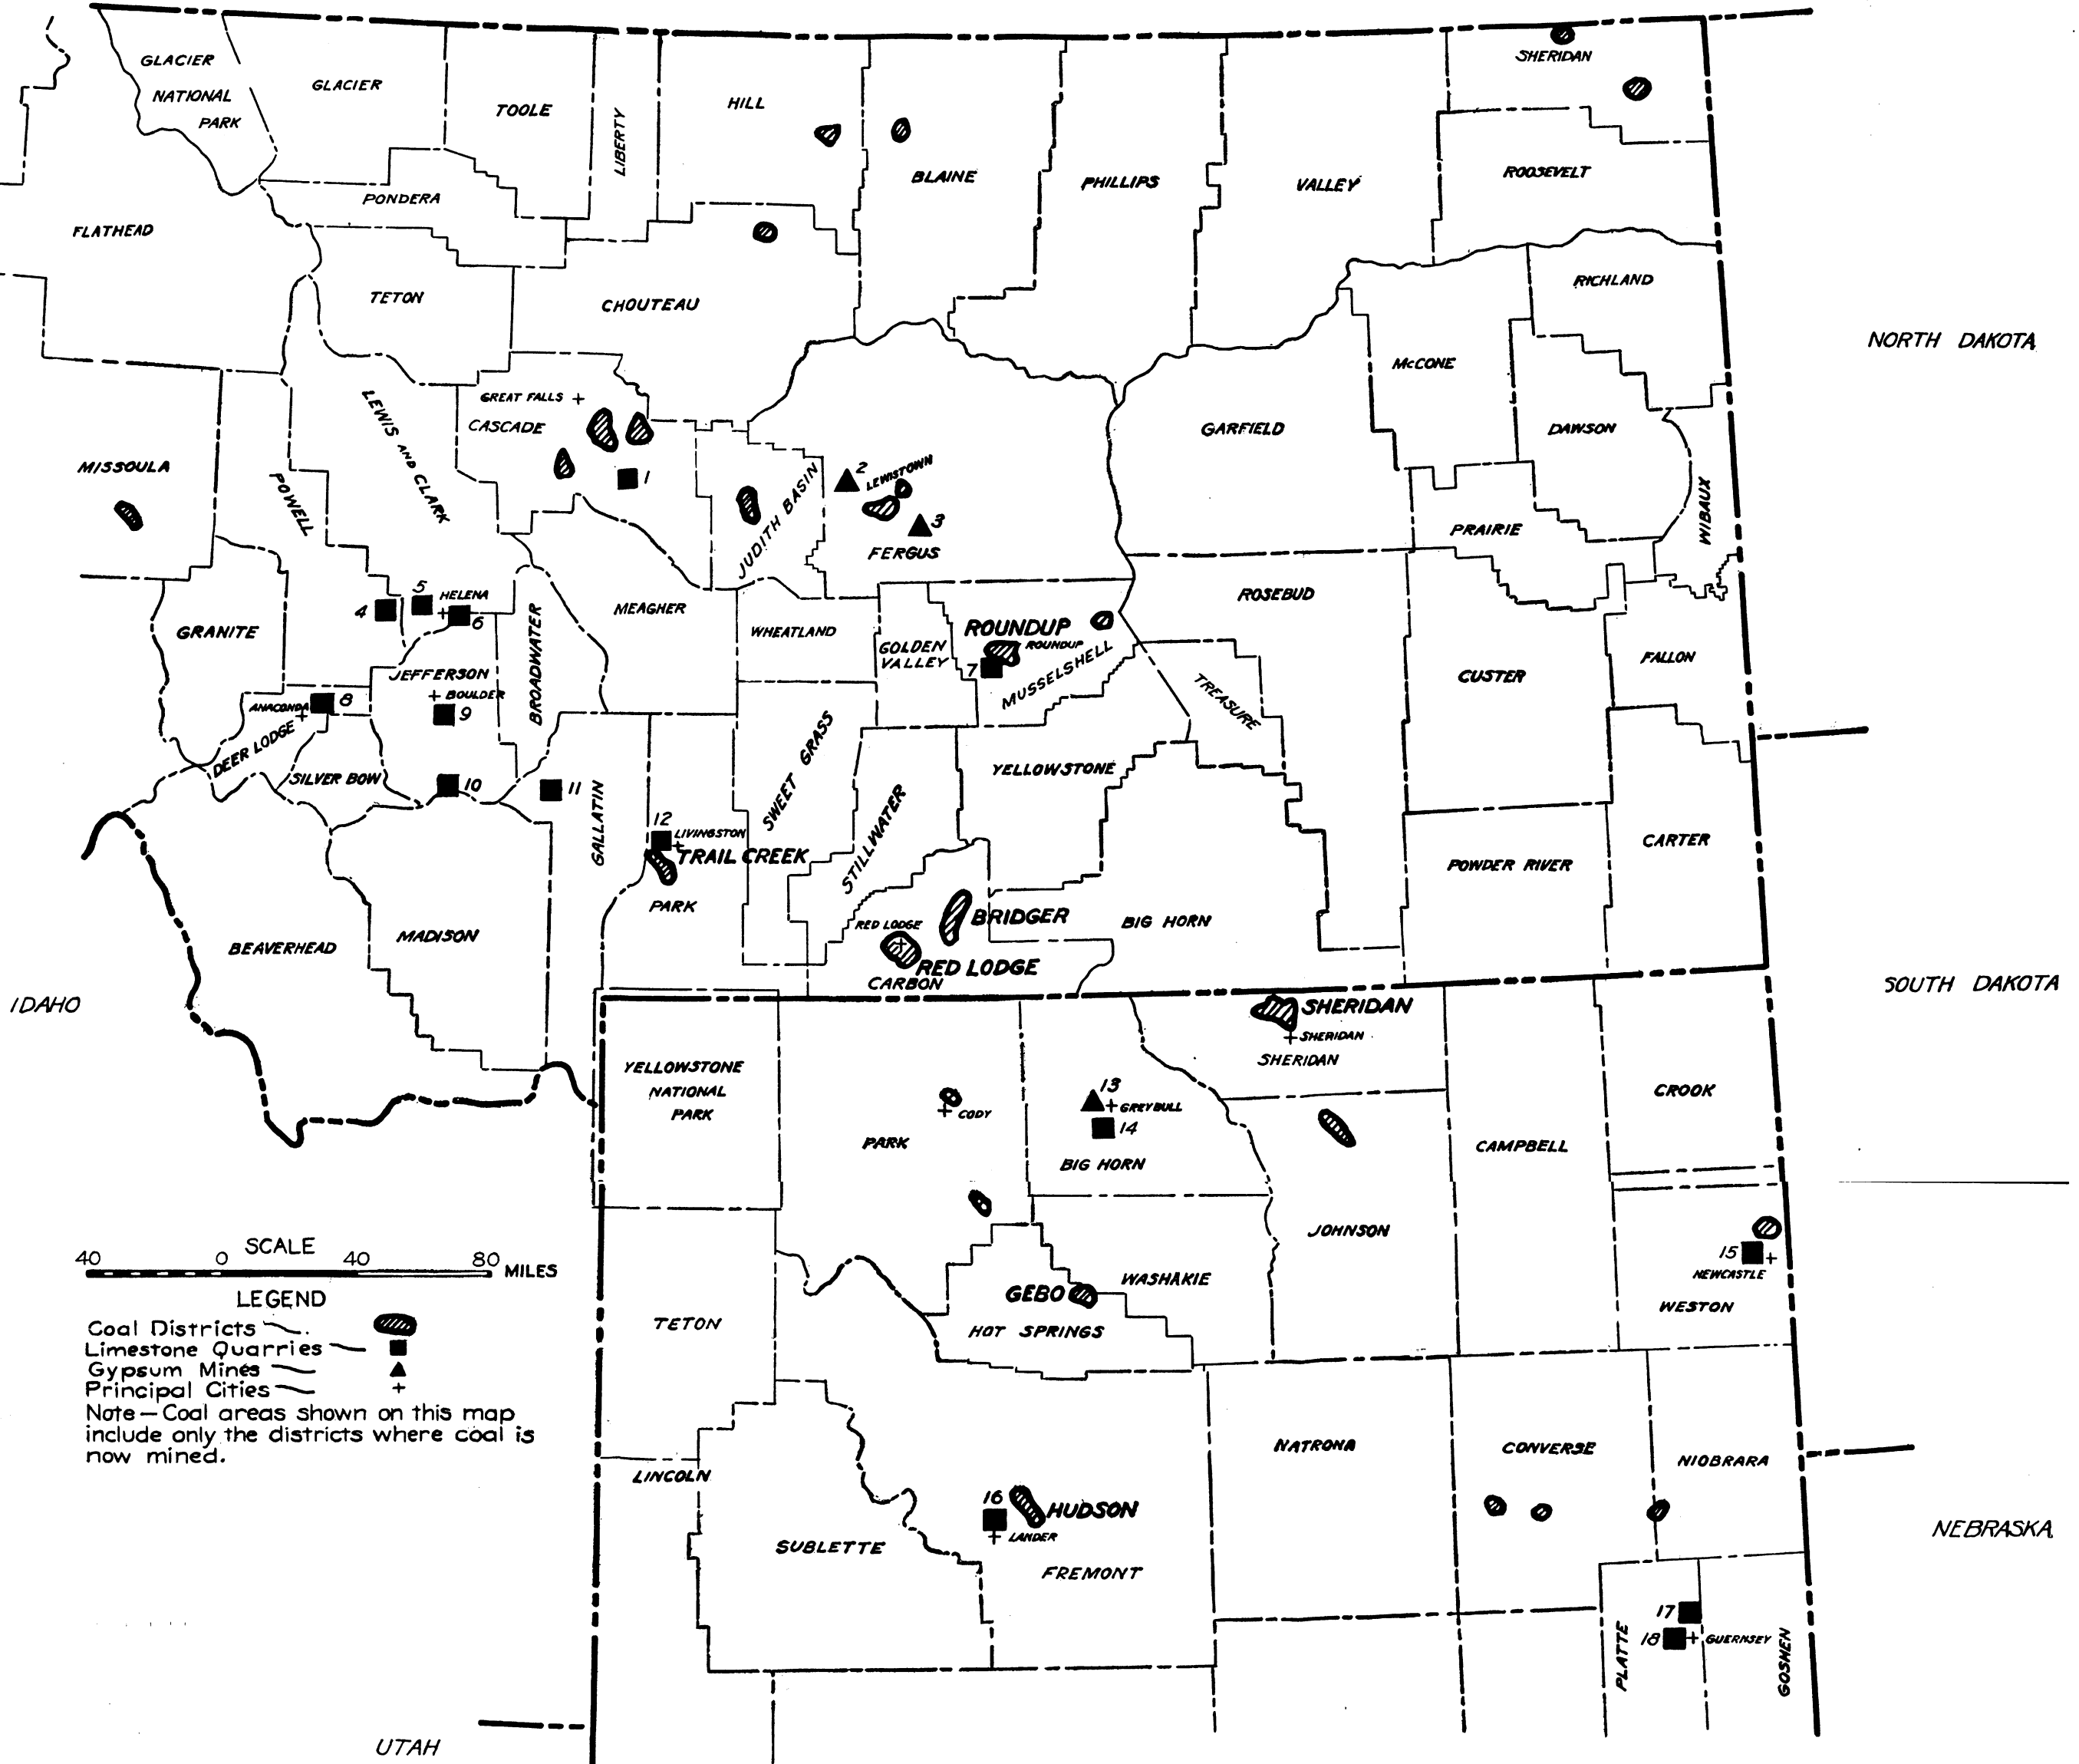 GLACIER
NATIONAL
PARK
GLACIER
TOOLE
LIBERTY
HILL
BLAINE
PHILLIPS
VALLEY
SHERIDAN
ROOSEVELT
PONDERA
FLATHEAD
TETON
CHOUTEAU
RICHLAND
NORTH DAKOTA
McCONE
GREAT FALLS
CASCADE
LEWIS AND CLARK
GARFIELD
DAWSON
MISSOULA
POWELL
1
JUDITH BASIN
2
LEWISTOWN
3
FERGUS
PRAIRIE
WIBAUX
4
5
HELENA
6
GRANITE
MEAGHER
WHEATLAND
GOLDEN
VALLEY
ROUNDUP
ROUNDUP
7
MUSSELSHELL
ROSEBUD
TREASURE
CUSTER
FALLON
JEFFERSON
BOULDER
BROADWATER
ANACONDA
8
9
DEER LODGE
SILVER BOW
10
11
GALLATIN
12
LIVINGSTON
TRAIL CREEK
PARK
SWEET GRASS
STILLWATER
YELLOWSTONE
POWDER RIVER
CARTER
BEAVERHEAD
MADISON
RED LODGE
BRIDGER
RED LODGE
CARBON
BIG HORN
IDAHO
SOUTH DAKOTA
SHERIDAN
SHERIDAN
SHERIDAN
YELLOWSTONE
NATIONAL
PARK
CODY
PARK
13
GREYBULL
14
BIG HORN
CAMPBELL
CROOK
JOHNSON
15
NEWCASTLE
WESTON
WASHAKIE
GEBO
HOT SPRINGS
TETON
SCALE
40 0 40 80
MILES
LEGEND
Coal Districts
Limestone Quarries
Gypsum Mines
Principal Cities
Note—Coal areas shown on this map
include only the districts where coal is
now mined.
LINCOLN
SUBLETTE
16
HUDSON
LANDER
FREMONT
NATRONA
CONVERSE
NIOBRARA
NEBRASKA
17
18
GUERNSEY
PLATTE
GOSHEN
UTAH